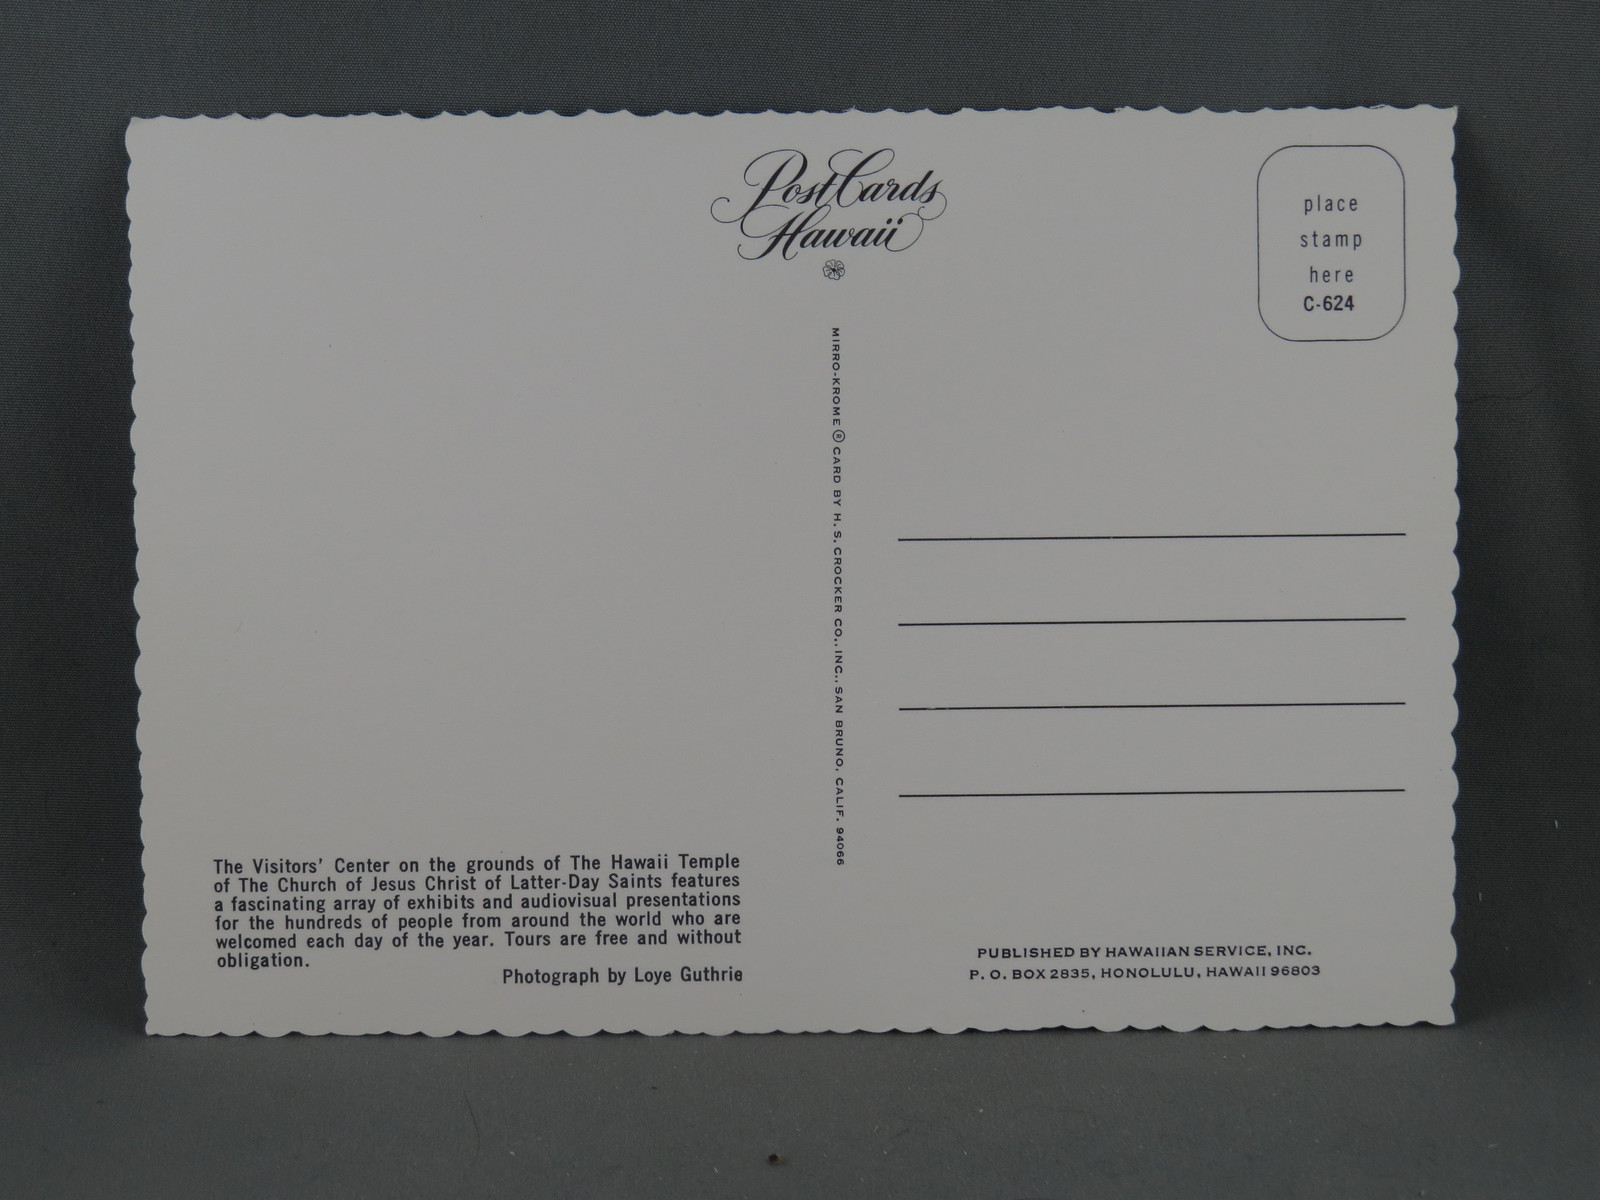 Post Cards
Hawaii
place
stamp
here
C-624
MIRRO-KROME ® CARD BY H. S. CROCKER CO., INC., SAN BRUNO, CALIF. 94066
The Visitors' Center on the grounds of The Hawaii Temple
of The Church of Jesus Christ of Latter-Day Saints features
a fascinating array of exhibits and audiovisual presentations
for the hundreds of people from around the world who are
welcomed each day of the year. Tours are free and without
obligation.
Photograph by Loye Guthrie
PUBLISHED BY HAWAIIAN SERVICE, INC.
P. O. BOX 2835, HONOLULU, HAWAII 96803